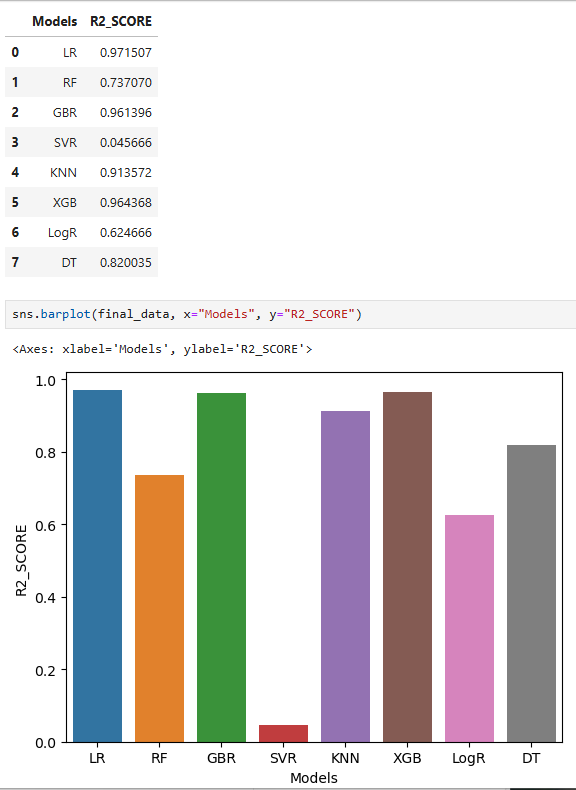 Models R2_SCORE
0 LR 0.971507
1 RF 0.737070
2 GBR 0.961396
3 SVR 0.045666
4 KNN 0.913572
5 XGB 0.964368
6 LogR 0.624666
7 DT 0.820035
sns.barplot(final_data, x="Models", y="R2_SCORE")
<Axes: xlabel='Models', ylabel='R2_SCORE'>
1.0
0.8
0.6
0.4
0.2
0.0
R2_SCORE
LR RF GBR SVR KNN XGB LogR DT
Models